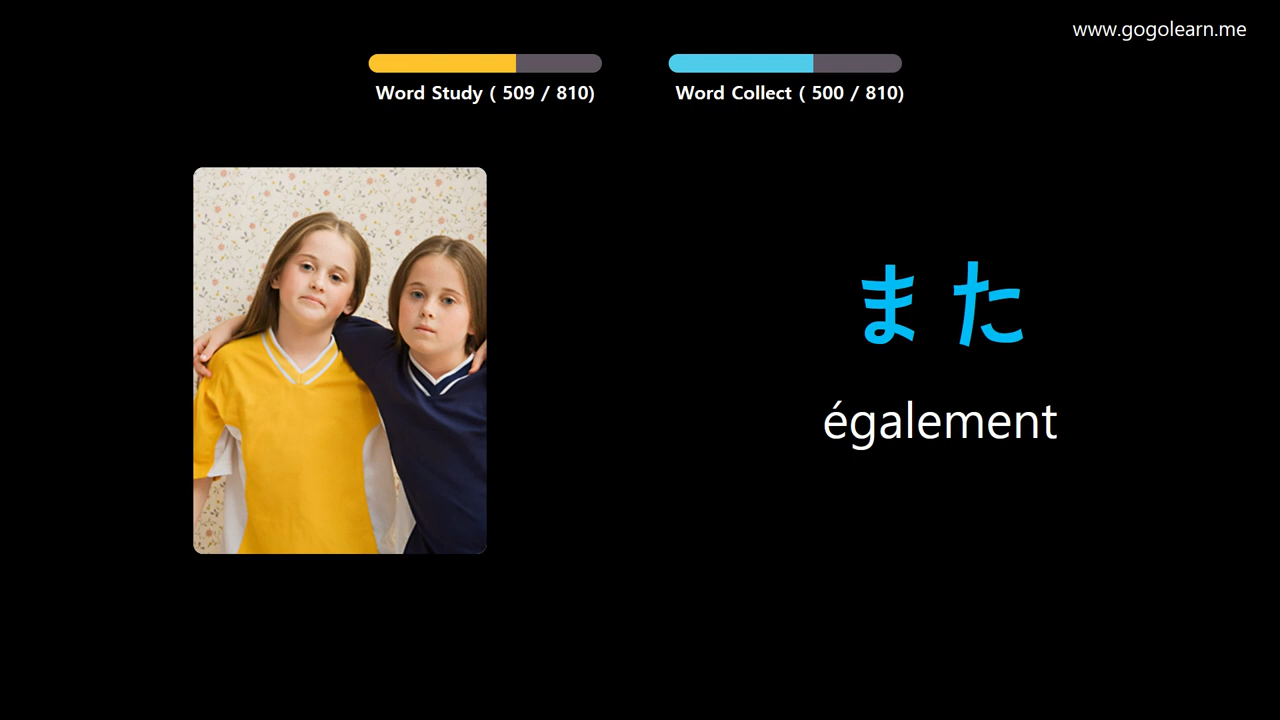 www.gogolearn.me
Word Study ( 509 / 810)
Word Collect ( 500 / 810)
また
également